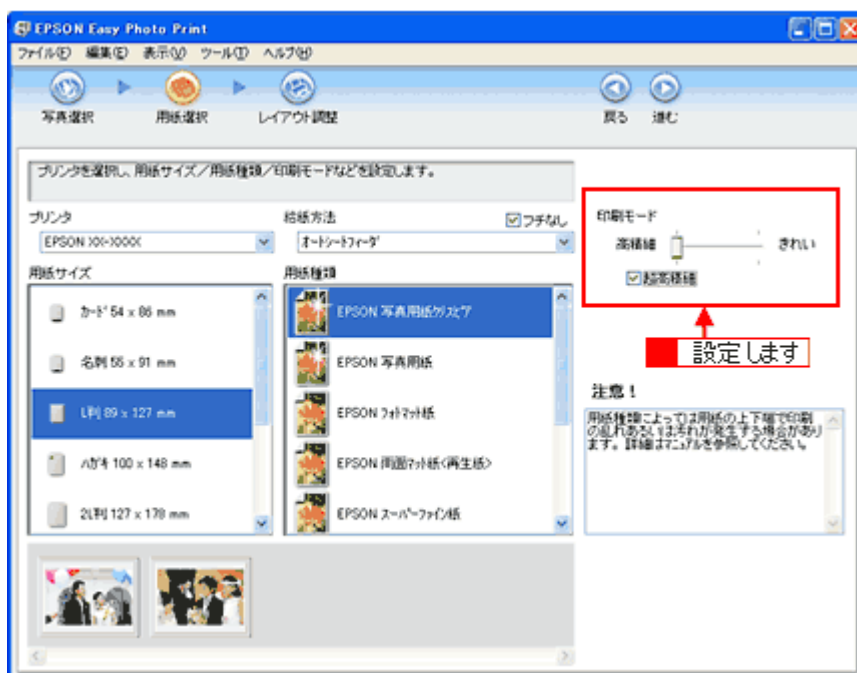 EPSON Easy Photo Print
ファイル(F) 編集(E) 表示(V) ツール(T) ヘルプ(H)
写真選択 用紙選択 レイアウト調整 戻る 進む
プリンタを選択し、用紙サイズ/用紙種類/印刷モードなどを設定します。
プリンタ
EPSON XX-XXXX
給紙方法
フチなし
オートシートフィーダ
用紙サイズ
カード 54 x 86 mm
名刺 55 x 91 mm
L判 89 x 127 mm
ハガキ 100 x 148 mm
2L判 127 x 178 mm
用紙種類
EPSON 写真用紙クリスピア
EPSON 写真用紙
EPSON フォトマット紙
EPSON 両面マット紙<再生紙>
EPSON スーパーファイン紙
印刷モード
高精細 きれい
超高精細
設定します
注意!
用紙種類によっては用紙の上下端で印刷
の乱れあるいは汚れが発生する場合があり
ます。詳細はマニュアルを参照してください。